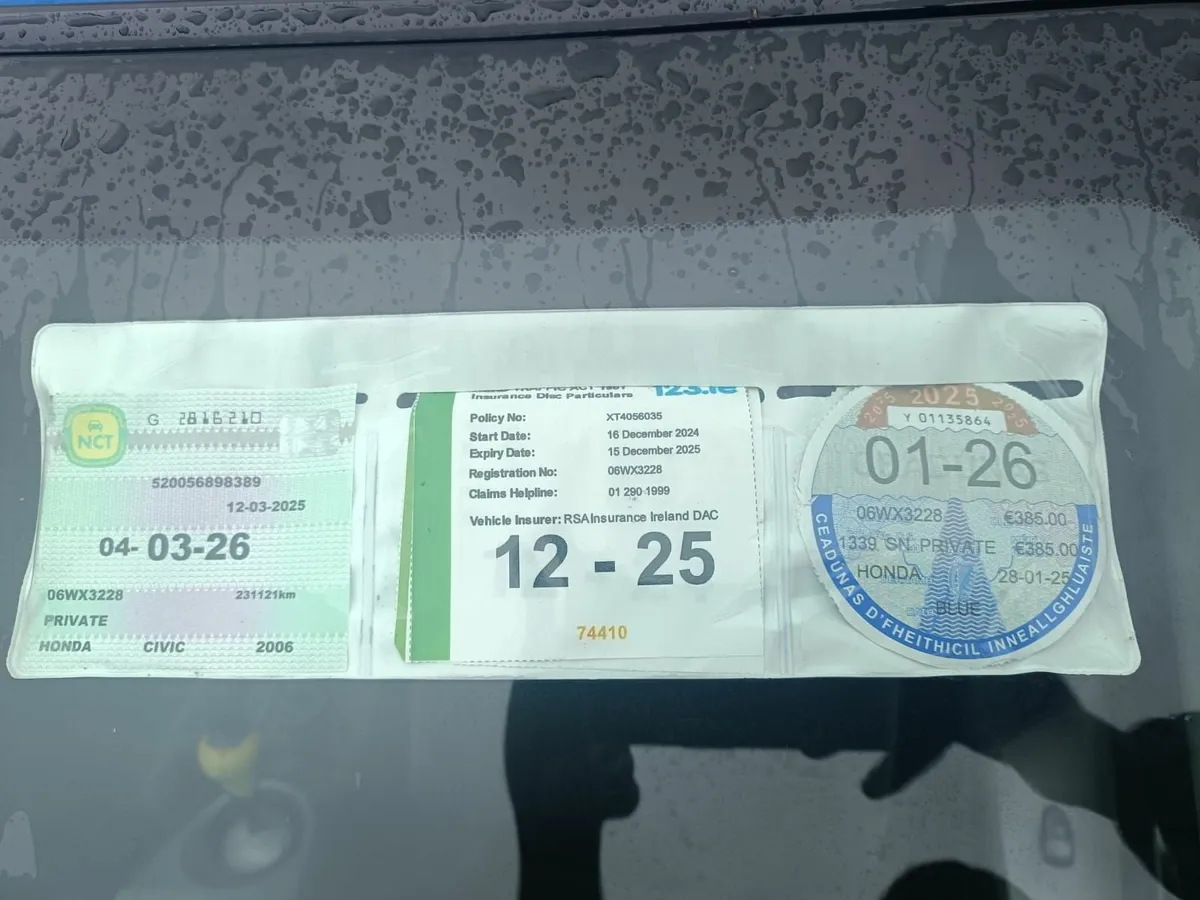 NCT
G 2816210
520056898389
12-03-2025
04- 03-26
06WX3228 231121km
PRIVATE
HONDA CIVIC 2006
123.ie
Insurance Disc Particulars
Policy No: XT4056035
Start Date: 16 December 2024
Expiry Date: 15 December 2025
Registration No: 06WX3228
Claims Helpline: 01 290 1999
Vehicle Insurer: RSA Insurance Ireland DAC
12 - 25
74410
2025 2025 2025
Y 01135864
01-26
06WX3228 €385.00
1339 SN PRIVATE €385.00
HONDA 28-01-25
BLUE
CEADÚNAS D'FHEITHICIL INNEALLGHLUAISTE